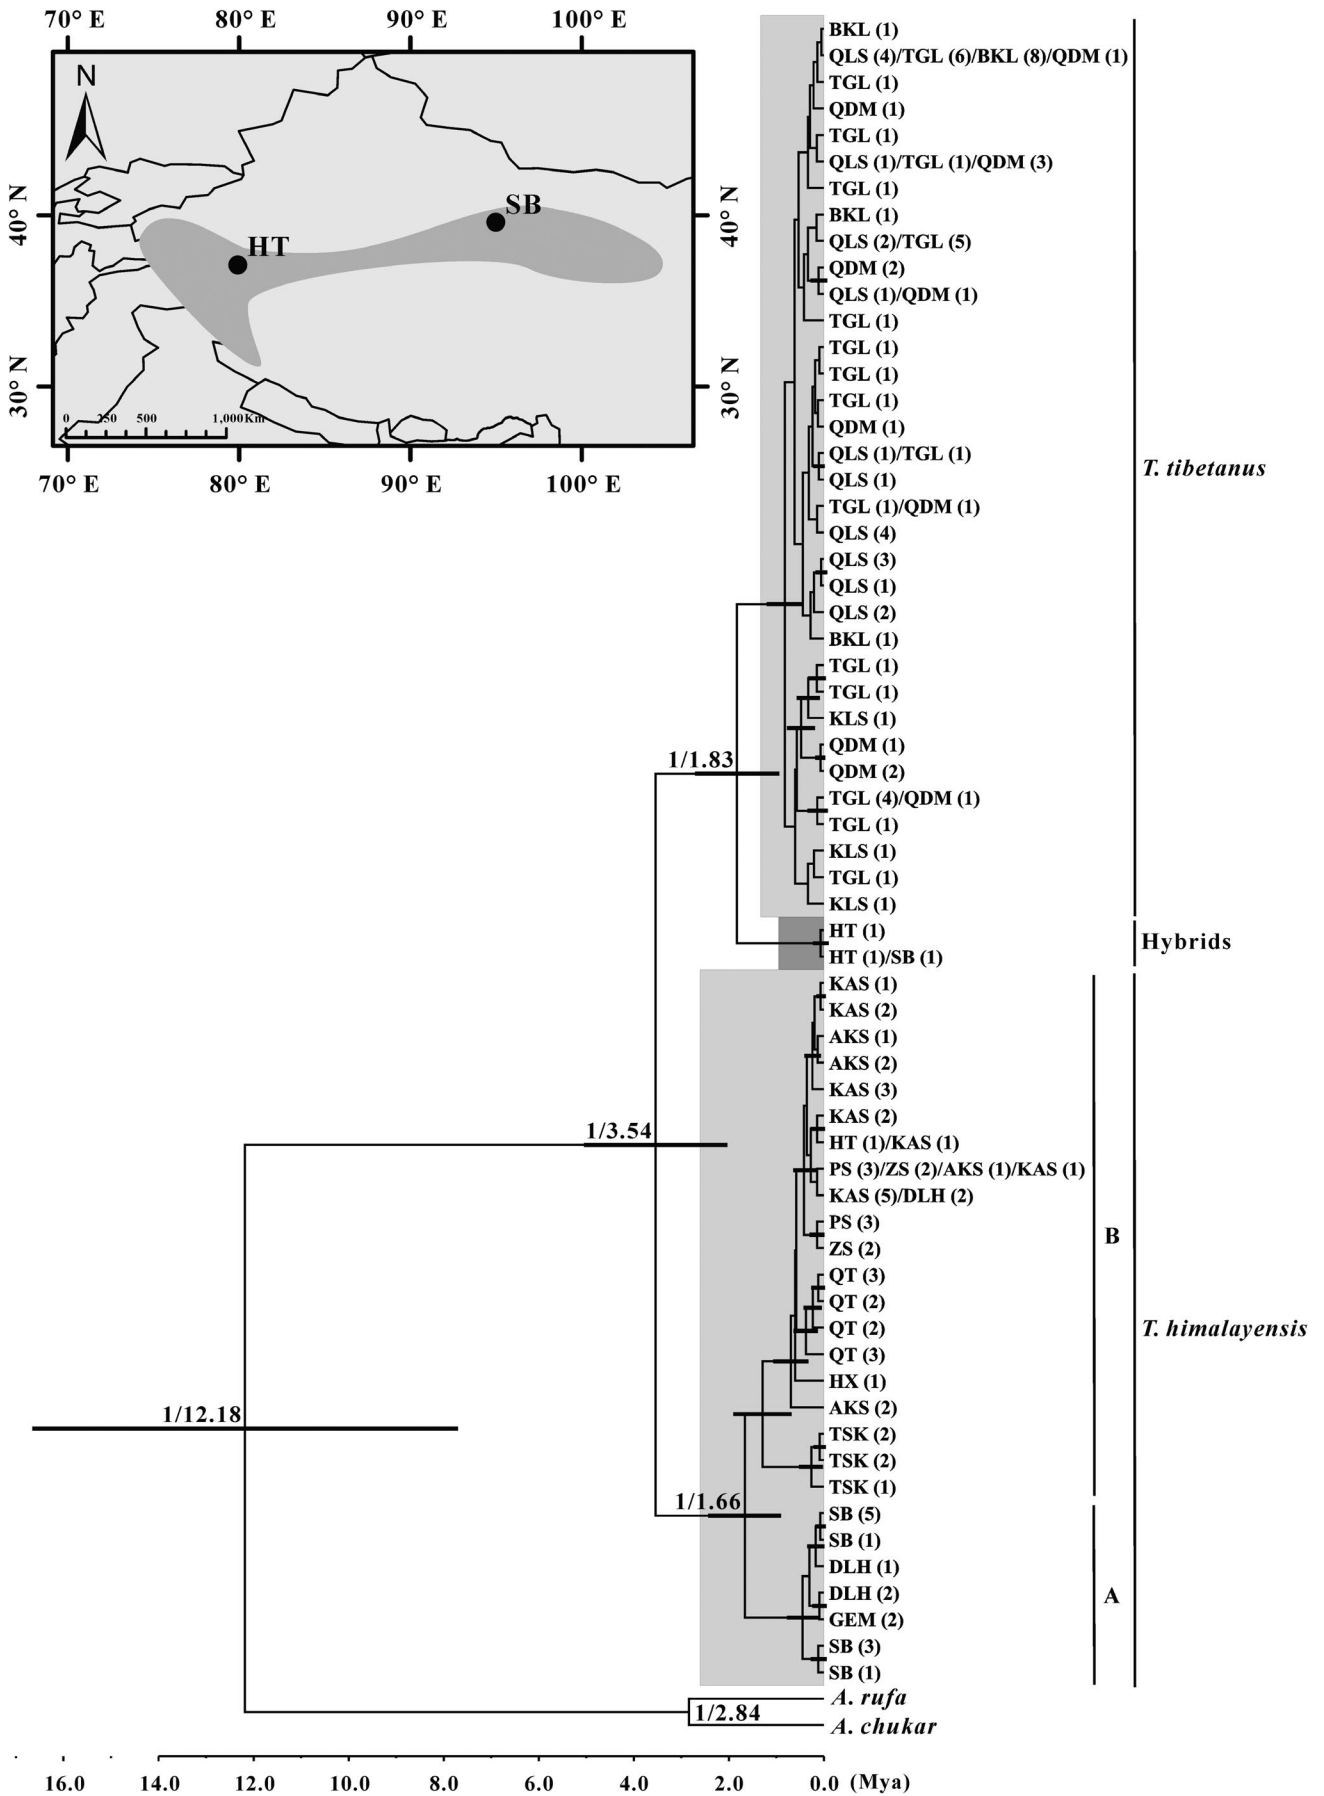 70° E 80° E 90° E 100° E
N
40° N 40° N
SB
HT
30° N 30° N
0 250 500 1,000Km
70° E 80° E 90° E 100° E
BKL (1)
QLS (4)/TGL (6)/BKL (8)/QDM (1)
TGL (1)
QDM (1)
TGL (1)
QLS (1)/TGL (1)/QDM (3)
TGL (1)
BKL (1)
QLS (2)/TGL (5)
QDM (2)
QLS (1)/QDM (1)
TGL (1)
TGL (1)
TGL (1)
TGL (1)
QDM (1)
QLS (1)/TGL (1)
T. tibetanus
QLS (1)
TGL (1)/QDM (1)
QLS (4)
QLS (3)
QLS (1)
QLS (2)
BKL (1)
TGL (1)
TGL (1)
KLS (1)
QDM (1)
1/1.83
QDM (2)
TGL (4)/QDM (1)
TGL (1)
KLS (1)
TGL (1)
KLS (1)
HT (1)
Hybrids
HT (1)/SB (1)
KAS (1)
KAS (2)
AKS (1)
AKS (2)
KAS (3)
KAS (2)
1/3.54
HT (1)/KAS (1)
PS (3)/ZS (2)/AKS (1)/KAS (1)
KAS (5)/DLH (2)
PS (3)
B
ZS (2)
QT (3)
QT (2)
QT (2)
T. himalayensis
QT (3)
HX (1)
AKS (2)
1/12.18
TSK (2)
TSK (2)
TSK (1)
1/1.66
SB (5)
SB (1)
DLH (1)
DLH (2)
A
GEM (2)
SB (3)
SB (1)
A. rufa
1/2.84
A. chukar
16.0 14.0 12.0 10.0 8.0 6.0 4.0 2.0 0.0 (Mya)